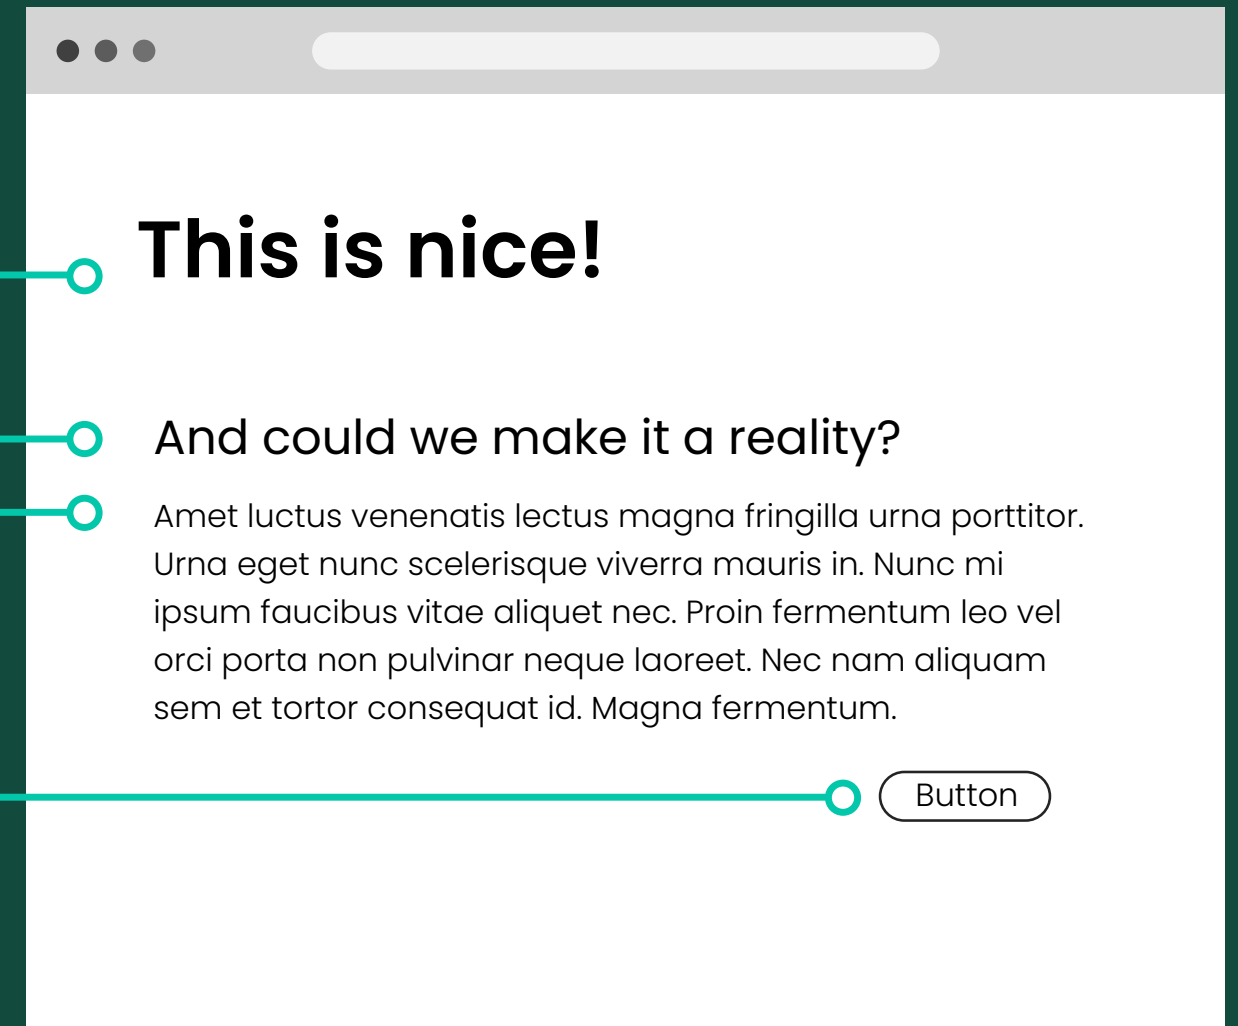 This is nice!
And could we make it a reality?
Amet luctus venenatis lectus magna fringilla urna porttitor.
Urna eget nunc scelerisque viverra mauris in. Nunc mi
ipsum faucibus vitae aliquet nec. Proin fermentum leo vel
orci porta non pulvinar neque laoreet. Nec nam aliquam
sem et tortor consequat id. Magna fermentum.
Button